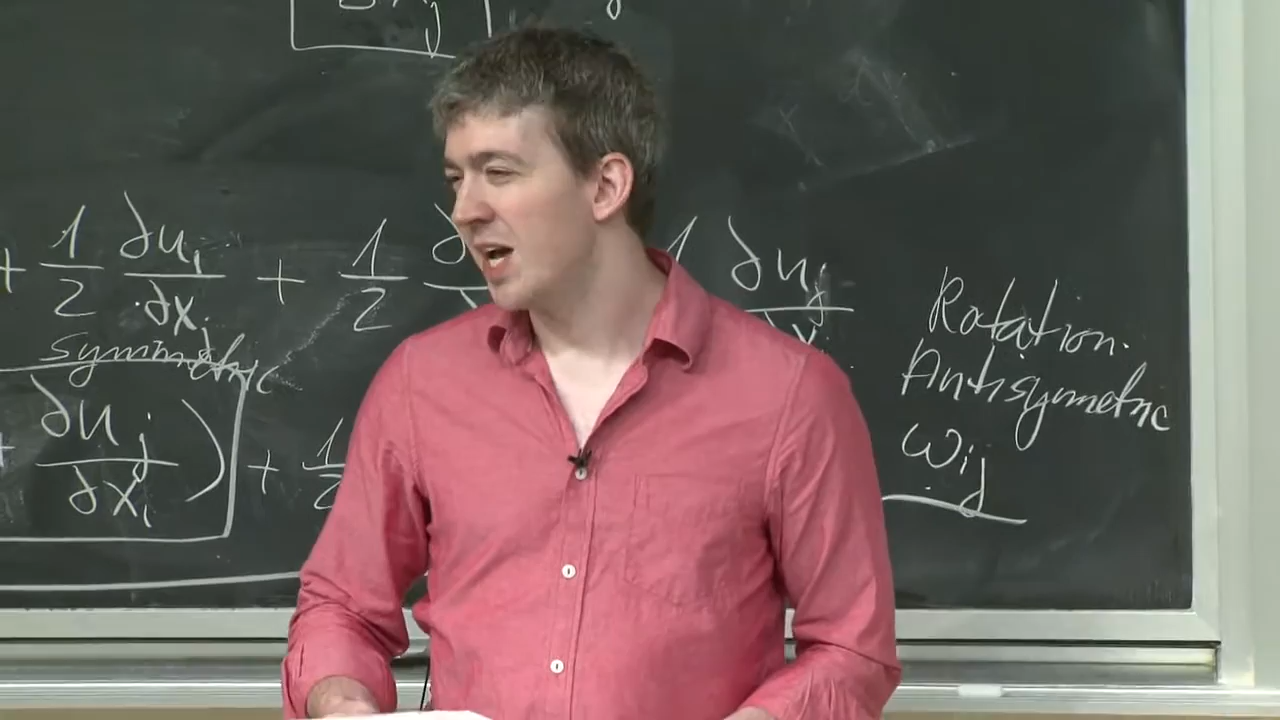 + 1/2 ∂u_i/∂x_j + 1/2 ∂ 1 ∂u_j
Rotation.
symmetric
Antisymmetric
+ ∂u_j/∂x_i ) + 1/2
ω_ij